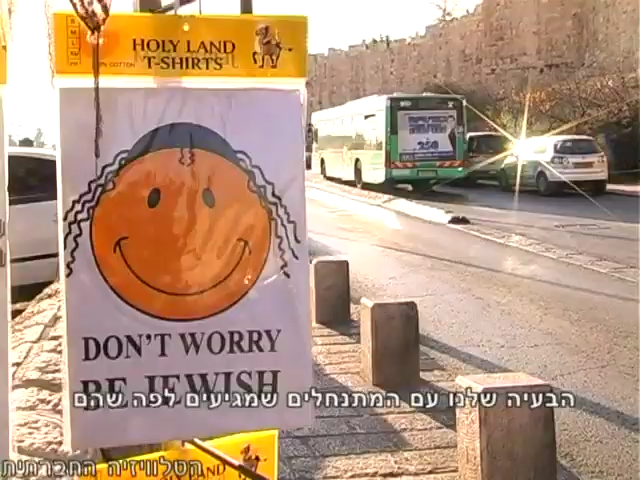 HOLY LAND
T-SHIRTS
DON'T WORRY
BE JEWISH
הבעיה שלנו עם המתנחלים שמגיעים לפה שהם
הטלוויזיה החברתית